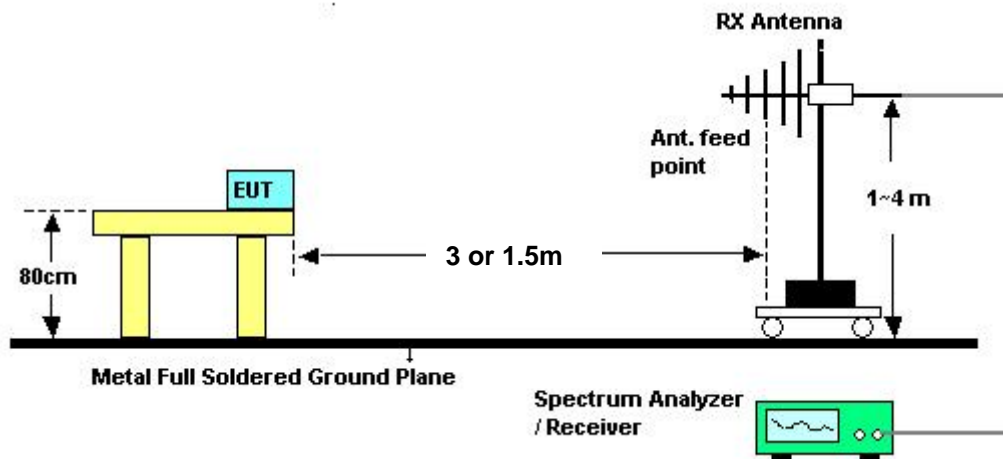 RX Antenna
Ant. feed
point
EUT
1~4 m
3 or 1.5m
80cm
Metal Full Soldered Ground Plane
Spectrum Analyzer
/ Receiver